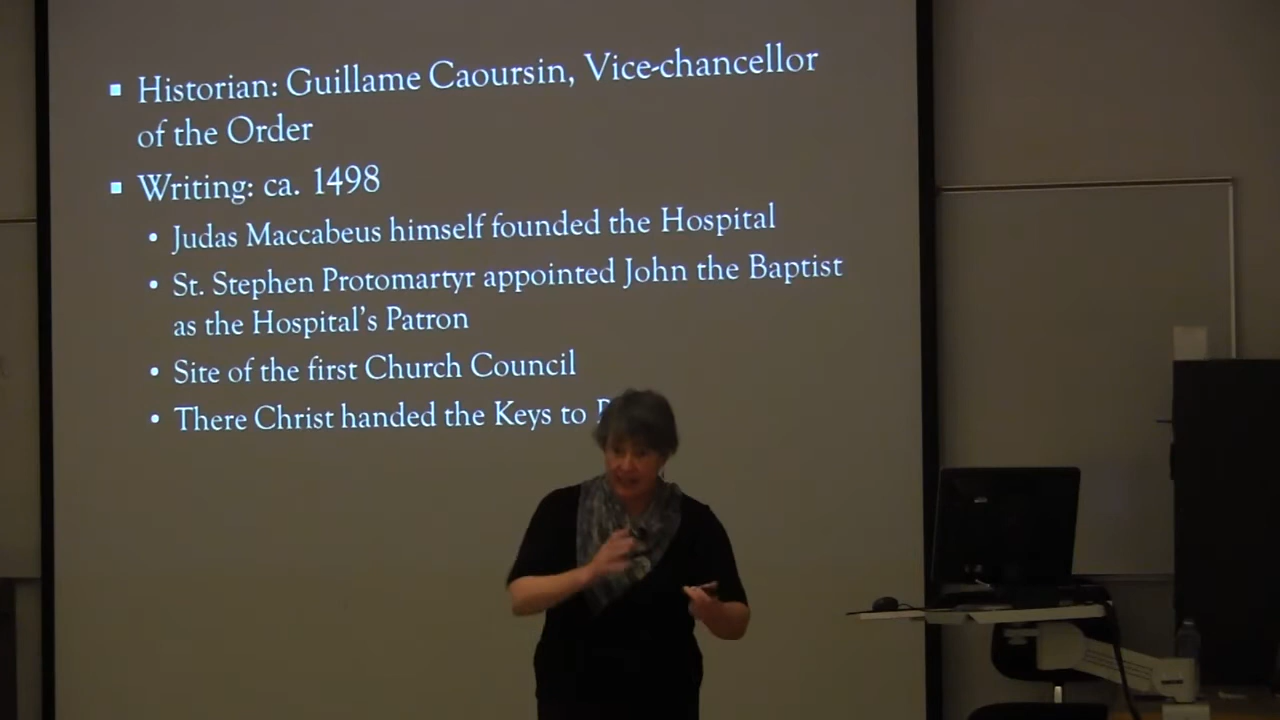 Historian: Guillame Caoursin, Vice-chancellor
of the Order
Writing: ca. 1498
Judas Maccabeus himself founded the Hospital
St. Stephen Protomartyr appointed John the Baptist
as the Hospital's Patron
Site of the first Church Council
There Christ handed the Keys to